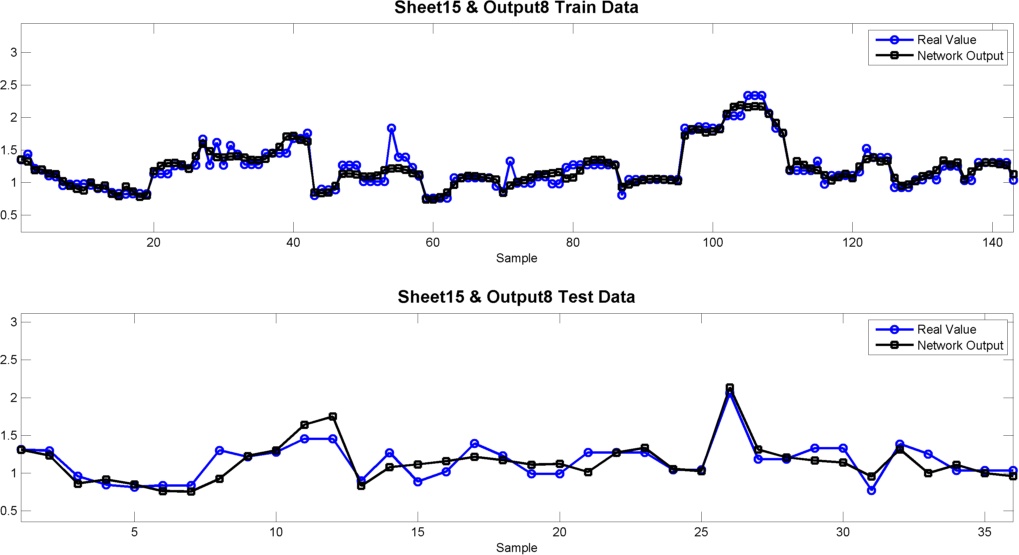 Sheet15 & Output8 Train Data
3
2.5
2
1.5
1
0.5
Real Value
Network Output
20 40 60 80 100 120 140
Sample
Sheet15 & Output8 Test Data
3
2.5
2
1.5
1
0.5
Real Value
Network Output
5 10 15 20 25 30 35
Sample